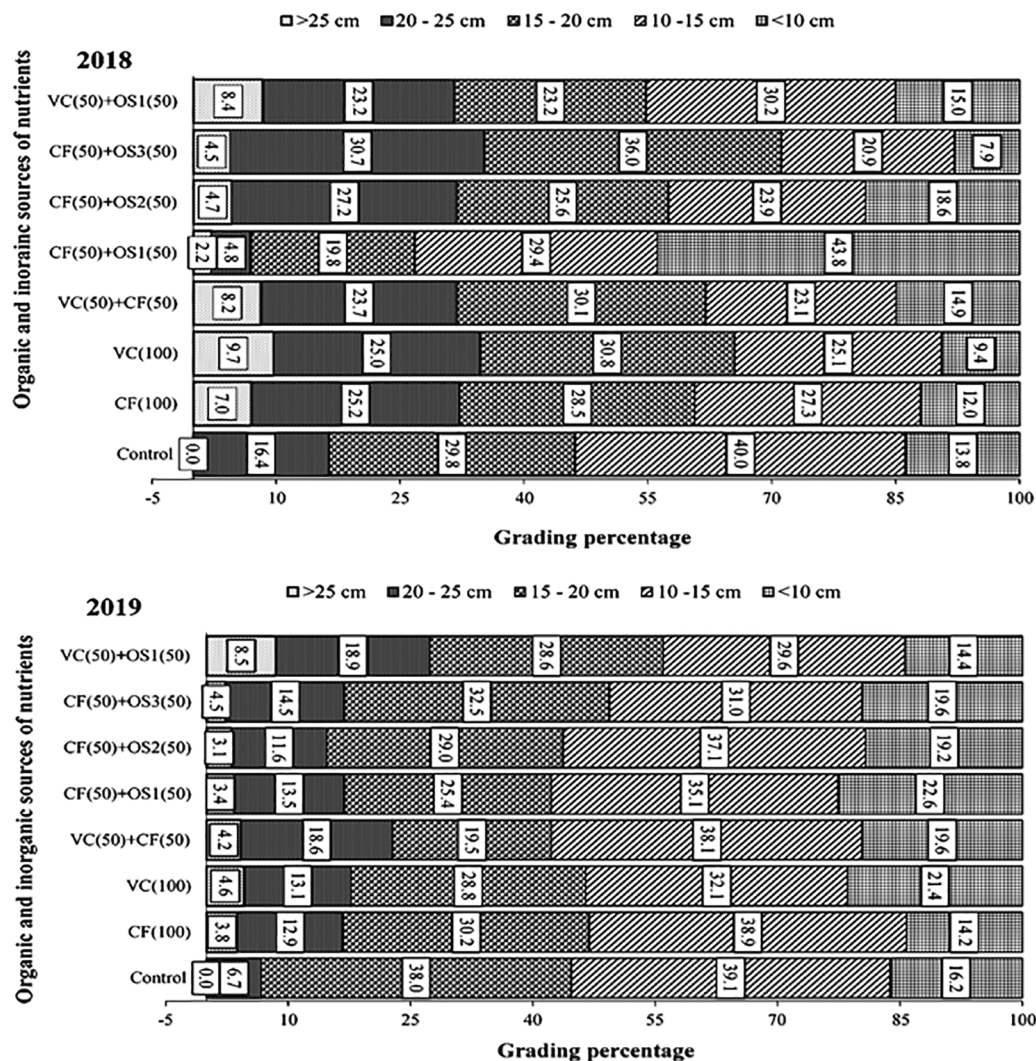 >25 cm 20 - 25 cm 15 - 20 cm 10 -15 cm <10 cm
2018
Organic and inorainc sources of nutrients
VC(50)+OS1(50) 8.4 23.2 23.2 30.2 15.0
CF(50)+OS3(50) 4.5 30.7 36.0 20.9 7.9
CF(50)+OS2(50) 4.7 27.2 25.6 23.9 18.6
CF(50)+OS1(50) 2.2 4.8 19.8 29.4 43.8
VC(50)+CF(50) 8.2 23.7 30.1 23.1 14.9
VC(100) 9.7 25.0 30.8 25.1 9.4
CF(100) 7.0 25.2 28.5 27.3 12.0
Control 0.0 16.4 29.8 40.0 13.8
-5 10 25 40 55 70 85 100
Grading percentage
>25 cm 20 - 25 cm 15 - 20 cm 10 -15 cm <10 cm
2019
Organic and inorganic sources of nutrients
VC(50)+OS1(50) 8.5 18.9 28.6 29.6 14.4
CF(50)+OS3(50) 4.5 14.5 32.5 31.0 19.6
CF(50)+OS2(50) 3.1 11.6 29.0 37.1 19.2
CF(50)+OS1(50) 3.4 13.5 25.4 35.1 22.6
VC(50)+CF(50) 4.2 18.6 19.5 38.1 19.6
VC(100) 4.6 13.1 28.8 32.1 21.4
CF(100) 3.8 12.9 30.2 38.9 14.2
Control 0.0 6.7 38.0 39.1 16.2
-5 10 25 40 55 70 85 100
Grading percentage